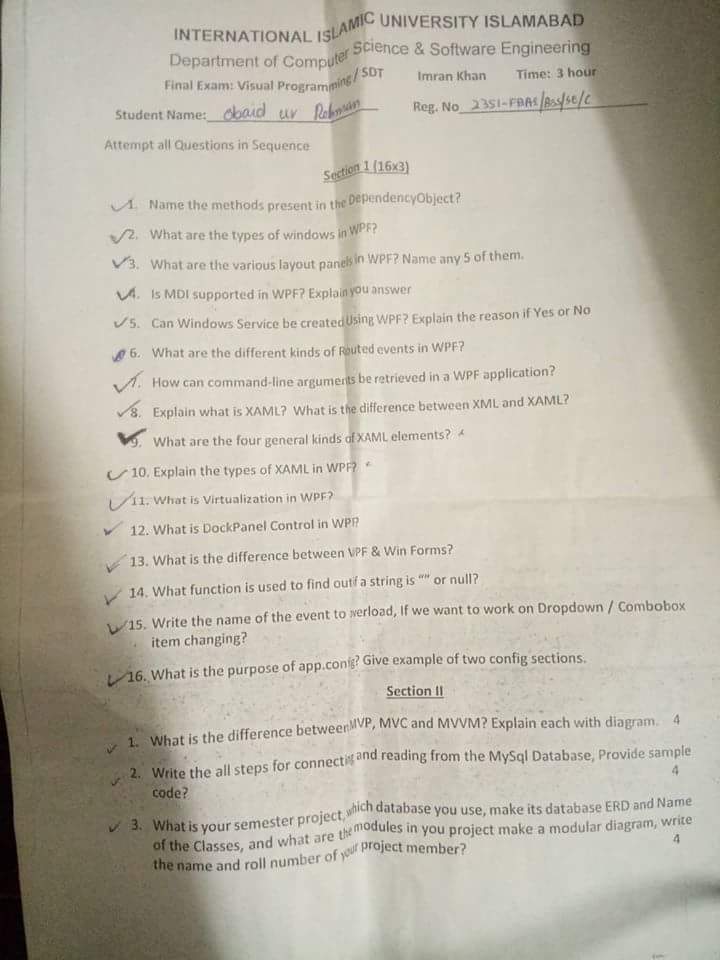 INTERNATIONAL ISLAMIC UNIVERSITY ISLAMABAD
Department of Computer Science & Software Engineering
Final Exam: Visual Programming / SDT Imran Khan Time: 3 hour
Student Name: Obaid ur Rehman Reg. No 2351-FBAS/BSS/SE/C
Attempt all Questions in Sequence
Section 1 (16x3)
1. Name the methods present in the DependencyObject?
2. What are the types of windows in WPF?
3. What are the various layout panels in WPF? Name any 5 of them.
4. Is MDI supported in WPF? Explain you answer
5. Can Windows Service be created Using WPF? Explain the reason if Yes or No
6. What are the different kinds of Routed events in WPF?
7. How can command-line arguments be retrieved in a WPF application?
8. Explain what is XAML? What is the difference between XML and XAML?
9. What are the four general kinds of XAML elements?
10. Explain the types of XAML in WPF?
11. What is Virtualization in WPF?
12. What is DockPanel Control in WPF?
13. What is the difference between WPF & Win Forms?
14. What function is used to find out if a string is "" or null?
15. Write the name of the event to overload, If we want to work on Dropdown / Combobox
item changing?
16. What is the purpose of app.config? Give example of two config sections.
Section II
1. What is the difference between MVP, MVC and MVVM? Explain each with diagram. 4
2. Write the all steps for connecting and reading from the MySql Database, Provide sample
code? 4
3. What is your semester project, which database you use, make its database ERD and Name
of the Classes, and what are the modules in you project make a modular diagram, write
the name and roll number of your project member? 4